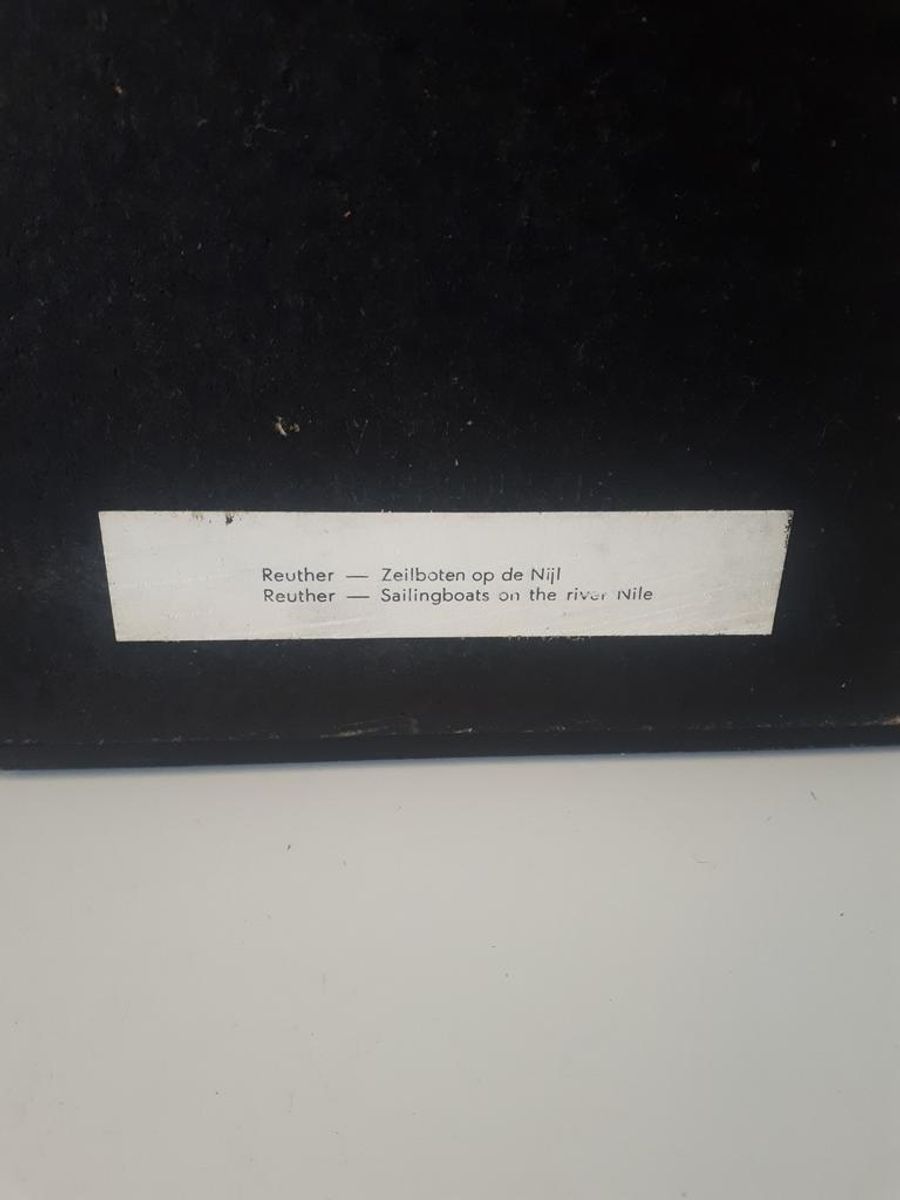 Reuther — Zeilboten op de Nijl
Reuther — Sailingboats on the river Nile